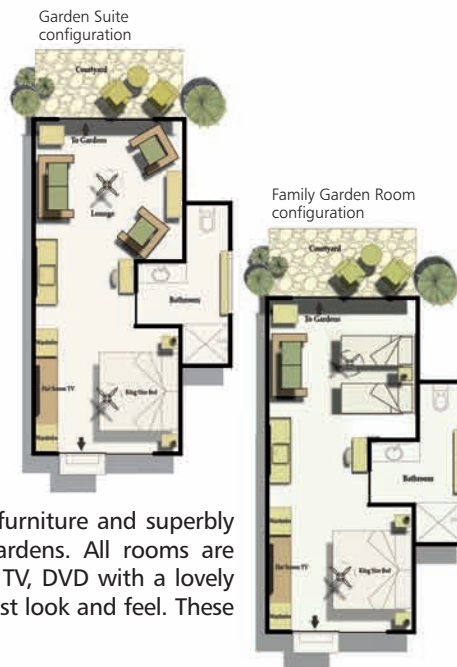 Garden Suite
configuration
Courtyard
To Gardens
Lounge
Bathroom
Wardrobe
Flat Screen TV
King Size Bed
Wardrobe
Family Garden Room
configuration
Courtyard
To Gardens
Bathroom
Wardrobe
Flat Screen TV
King Size Bed
Wardrobe
furniture and superbly
ardens. All rooms are
TV, DVD with a lovely
st look and feel. These